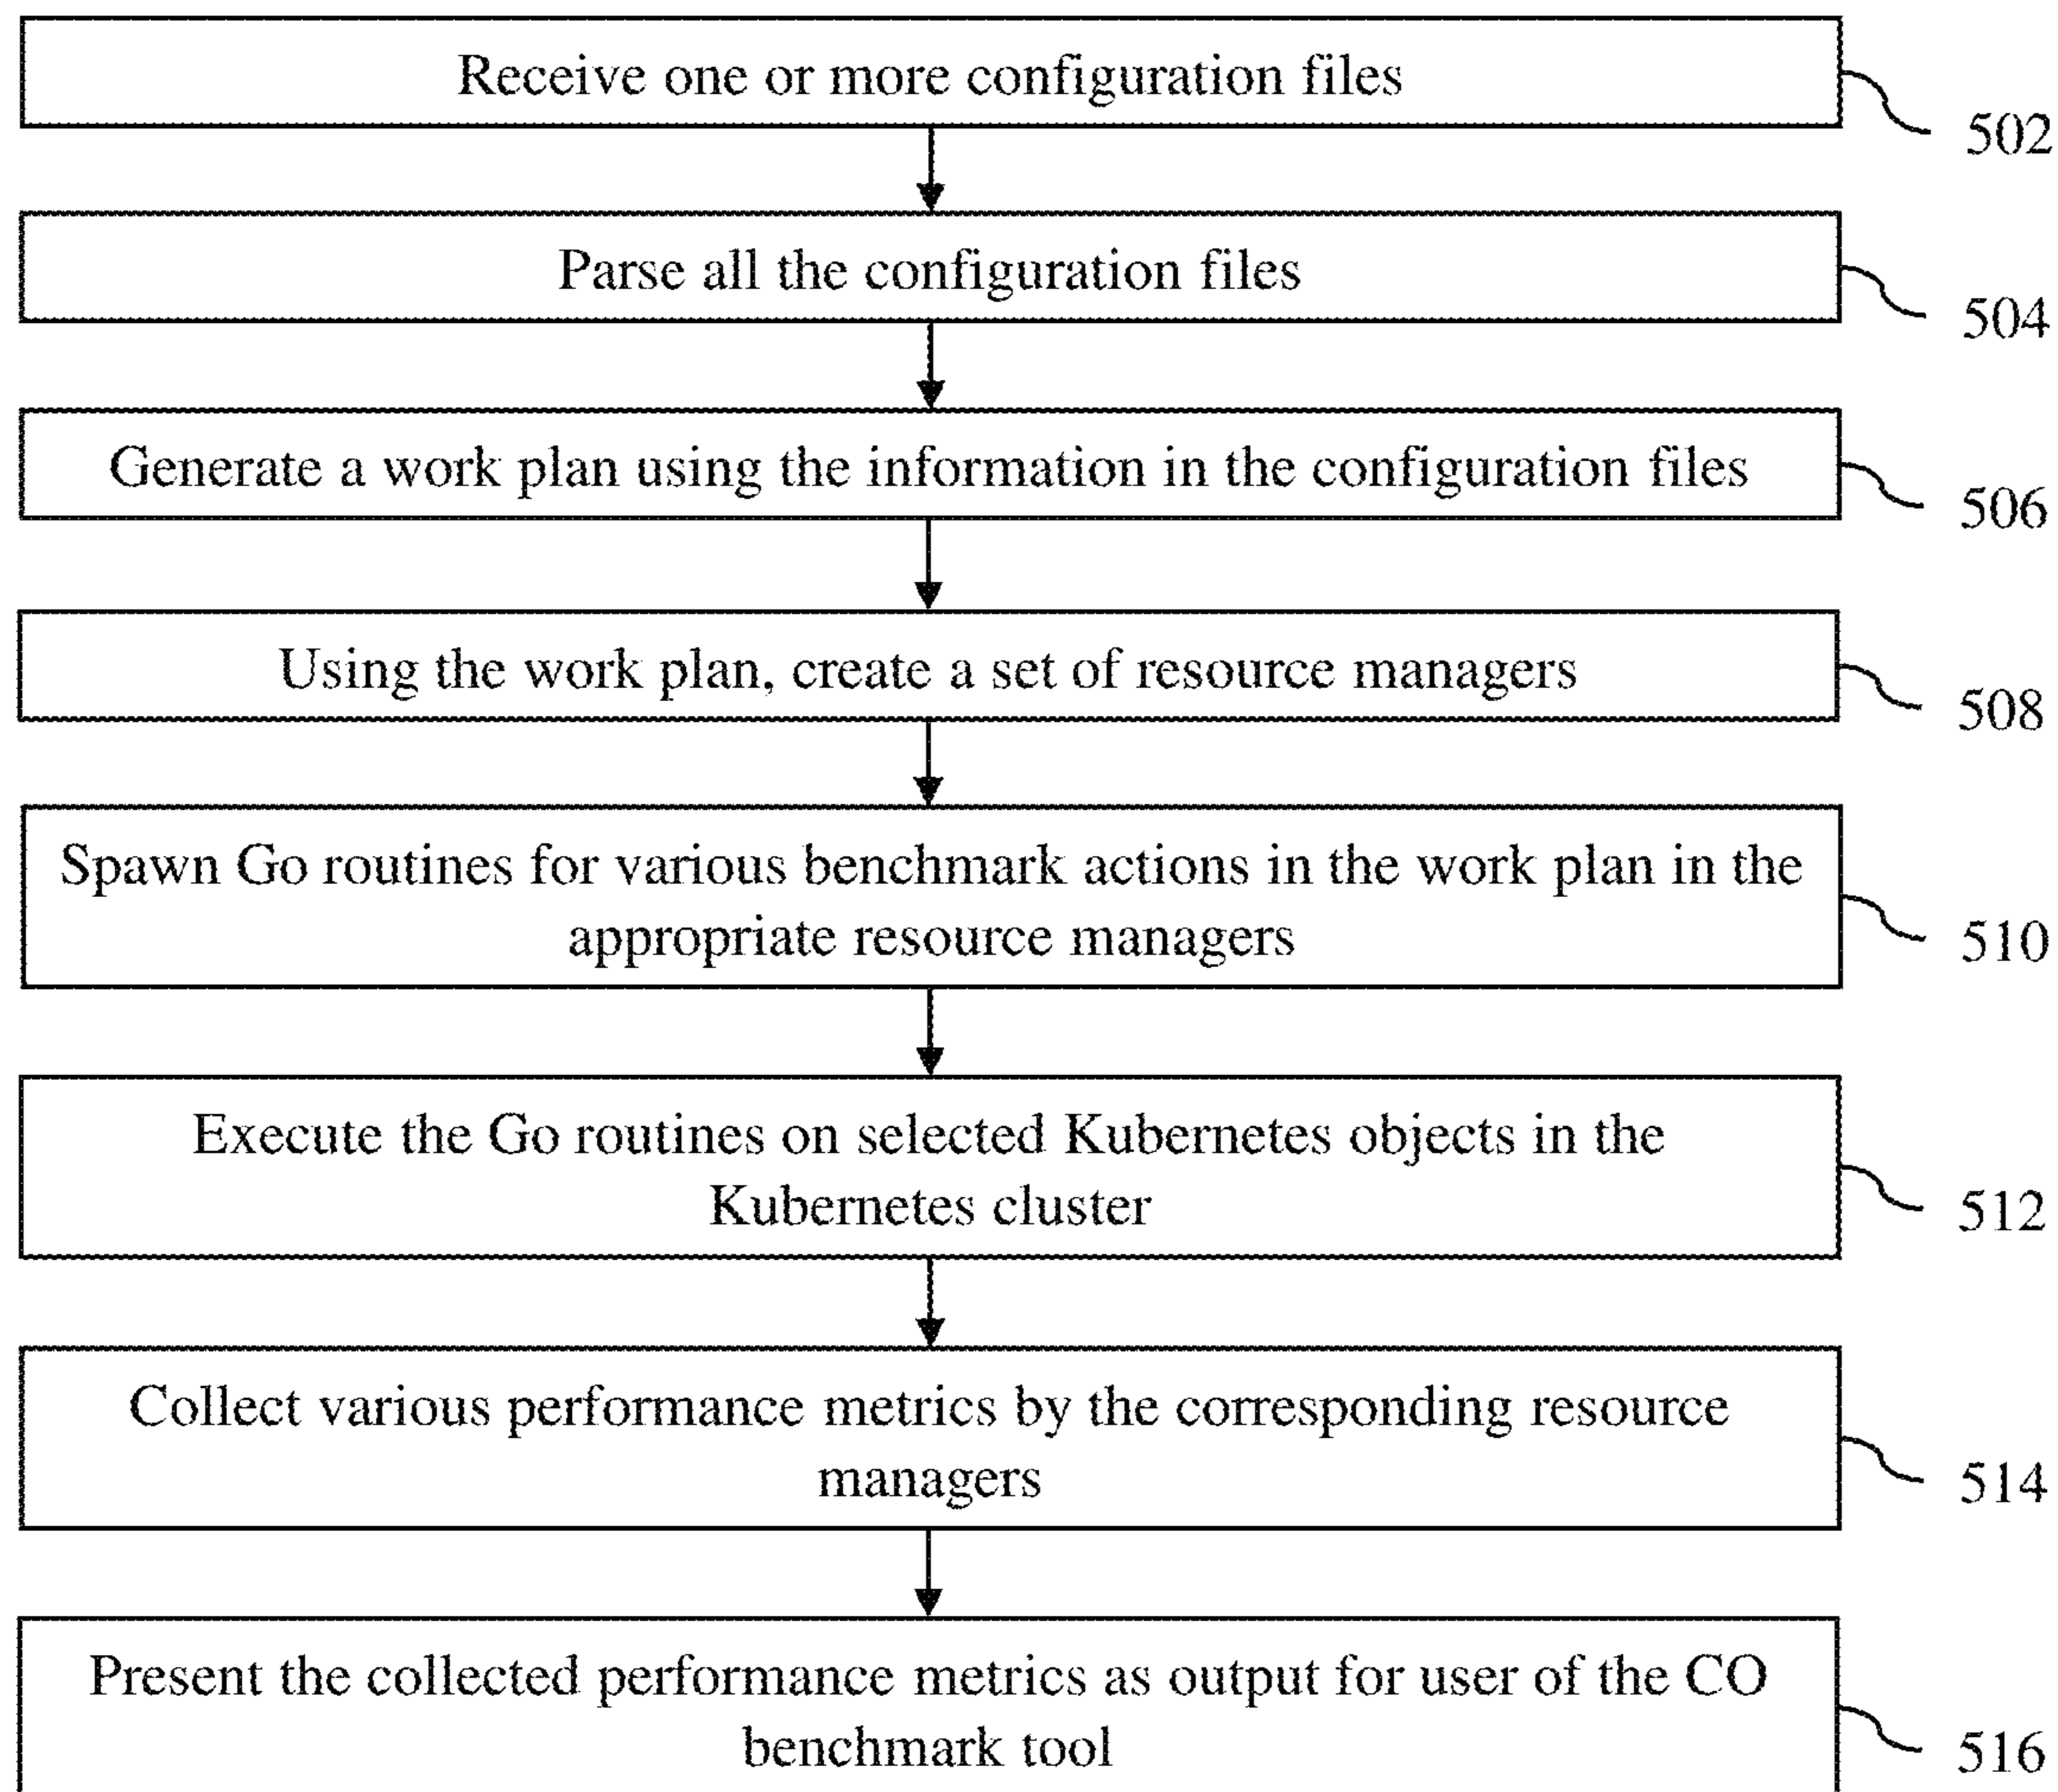 Receive one or more configuration files
502
Parse all the configuration files
504
Generate a work plan using the information in the configuration files
506
Using the work plan, create a set of resource managers
508
Spawn Go routines for various benchmark actions in the work plan in the
appropriate resource managers
510
Execute the Go routines on selected Kubernetes objects in the
Kubernetes cluster
512
Collect various performance metrics by the corresponding resource
managers
514
Present the collected performance metrics as output for user of the CO
benchmark tool
516